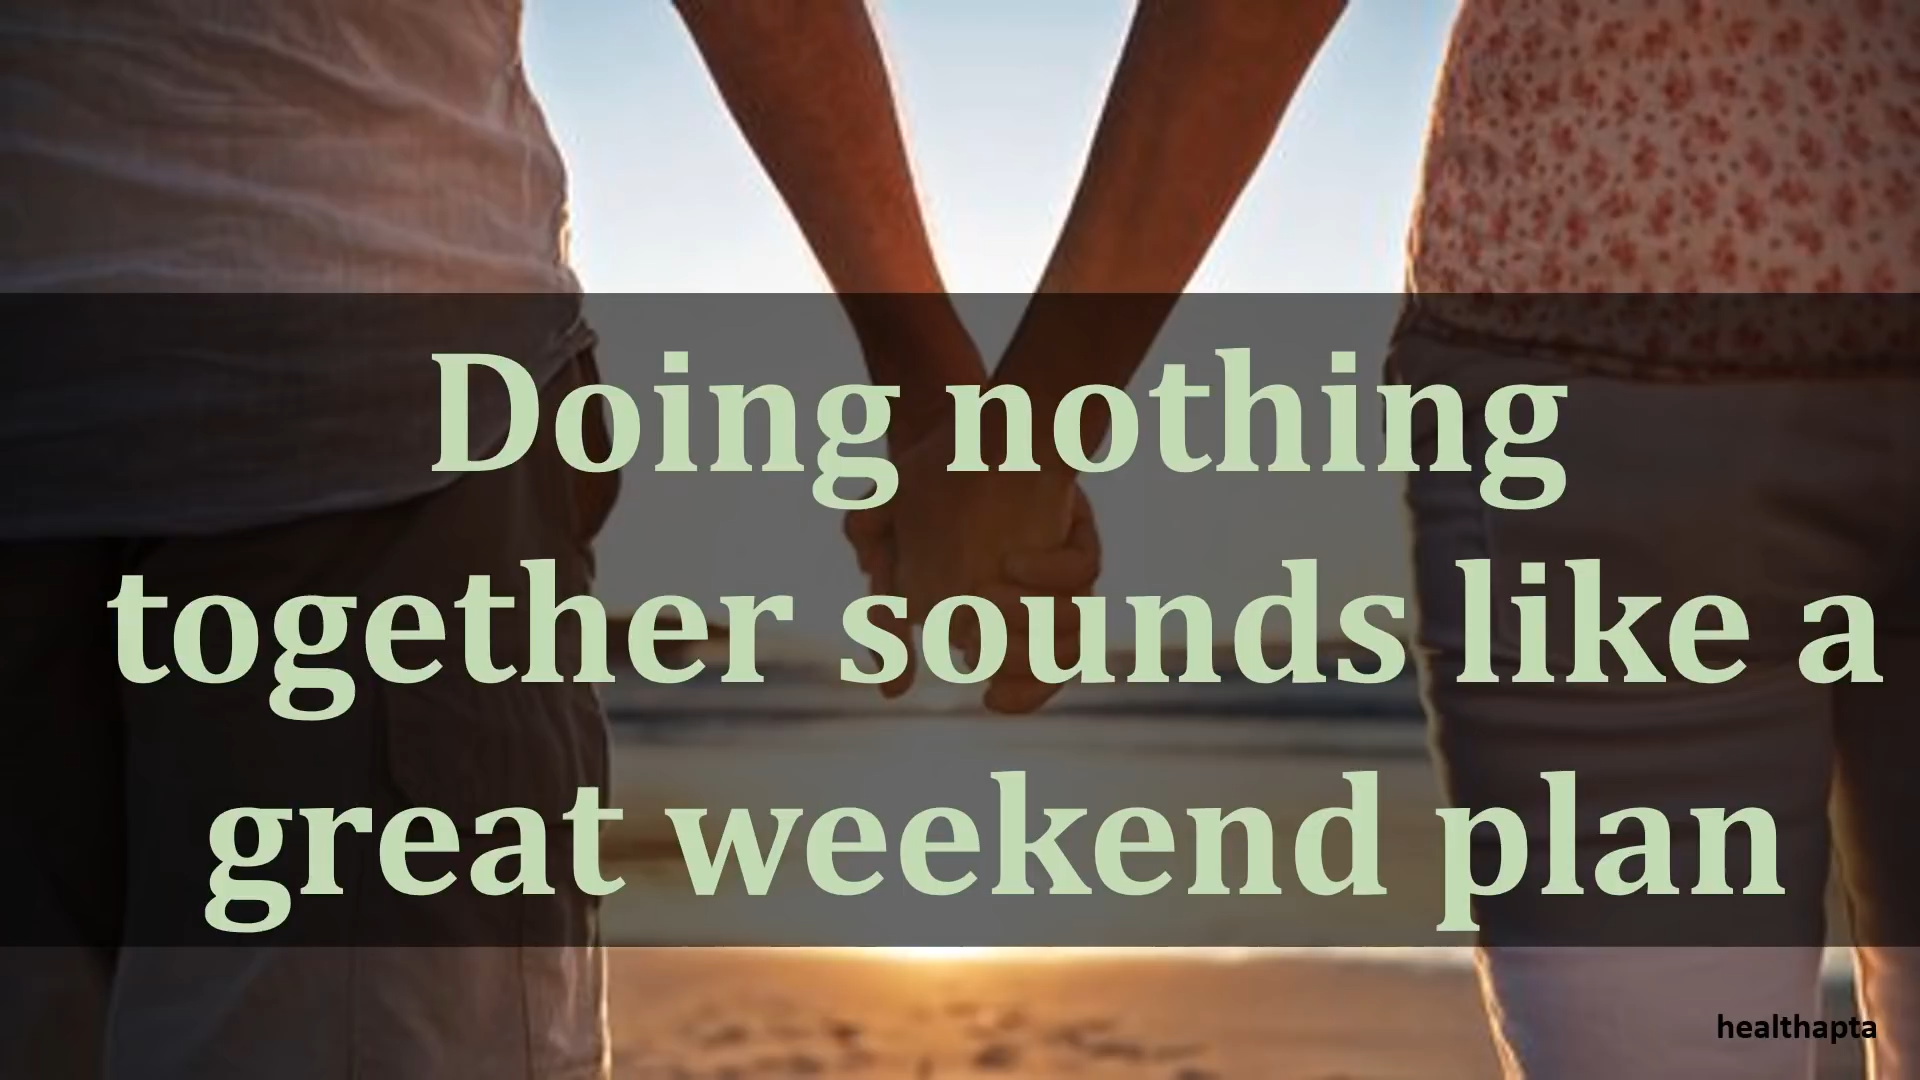 Doing nothing
together sounds like a
great weekend plan
healthapta